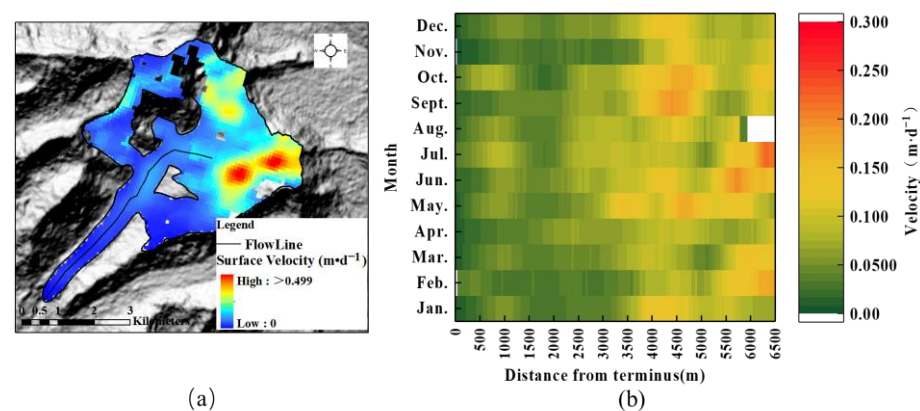 (a)
N
W E
S
Legend
FlowLine
Surface Velocity (m•d⁻¹)
High : >0.499
Low : 0
0 0.5 1 2 3
Kilometers
Month
Dec.
Nov.
Oct.
Sept.
Aug.
Jul.
Jun.
May.
Apr.
Mar.
Feb.
Jan.
0 500 1000 1500 2000 2500 3000 3500 4000 4500 5000 5500 6000 6500
Distance from terminus(m)
0.300
0.250
0.200
0.150
0.100
0.0500
0.00
Velocity（m·d⁻¹）
(b)